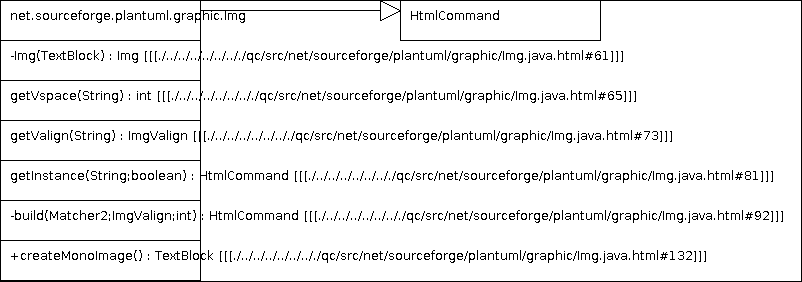 net.sourceforge.plantuml.graphic.Img
HtmlCommand
-Img(TextBlock) : Img [[[./../../../../../../../qc/src/net/sourceforge/plantuml/graphic/Img.java.html#61]]]
getVspace(String) : int [[[./../../../../../../../qc/src/net/sourceforge/plantuml/graphic/Img.java.html#65]]]
getValign(String) : ImgValign [[[./../../../../../../../qc/src/net/sourceforge/plantuml/graphic/Img.java.html#73]]]
getInstance(String;boolean) : HtmlCommand [[[./../../../../../../../qc/src/net/sourceforge/plantuml/graphic/Img.java.html#81]]]
-build(Matcher2;ImgValign;int) : HtmlCommand [[[./../../../../../../../qc/src/net/sourceforge/plantuml/graphic/Img.java.html#92]]]
+createMonoImage() : TextBlock [[[./../../../../../../../qc/src/net/sourceforge/plantuml/graphic/Img.java.html#132]]]